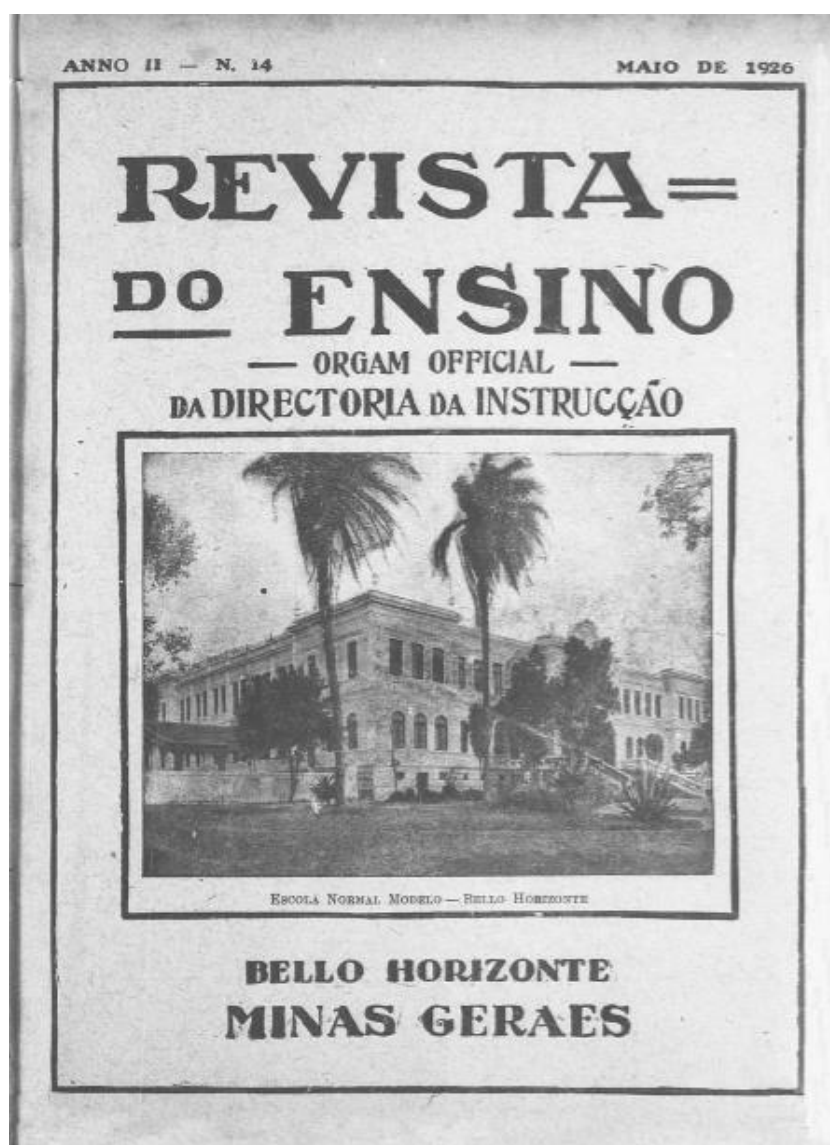 ANNO II — N. 14
MAIO DE 1926
REVISTA=
DO ENSINO
— ORGAM OFFICIAL —
DA DIRECTORIA DA INSTRUCÇÃO
ESCOLA NORMAL MODELO — BELLO HORIZONTE
BELLO HORIZONTE
MINAS GERAES